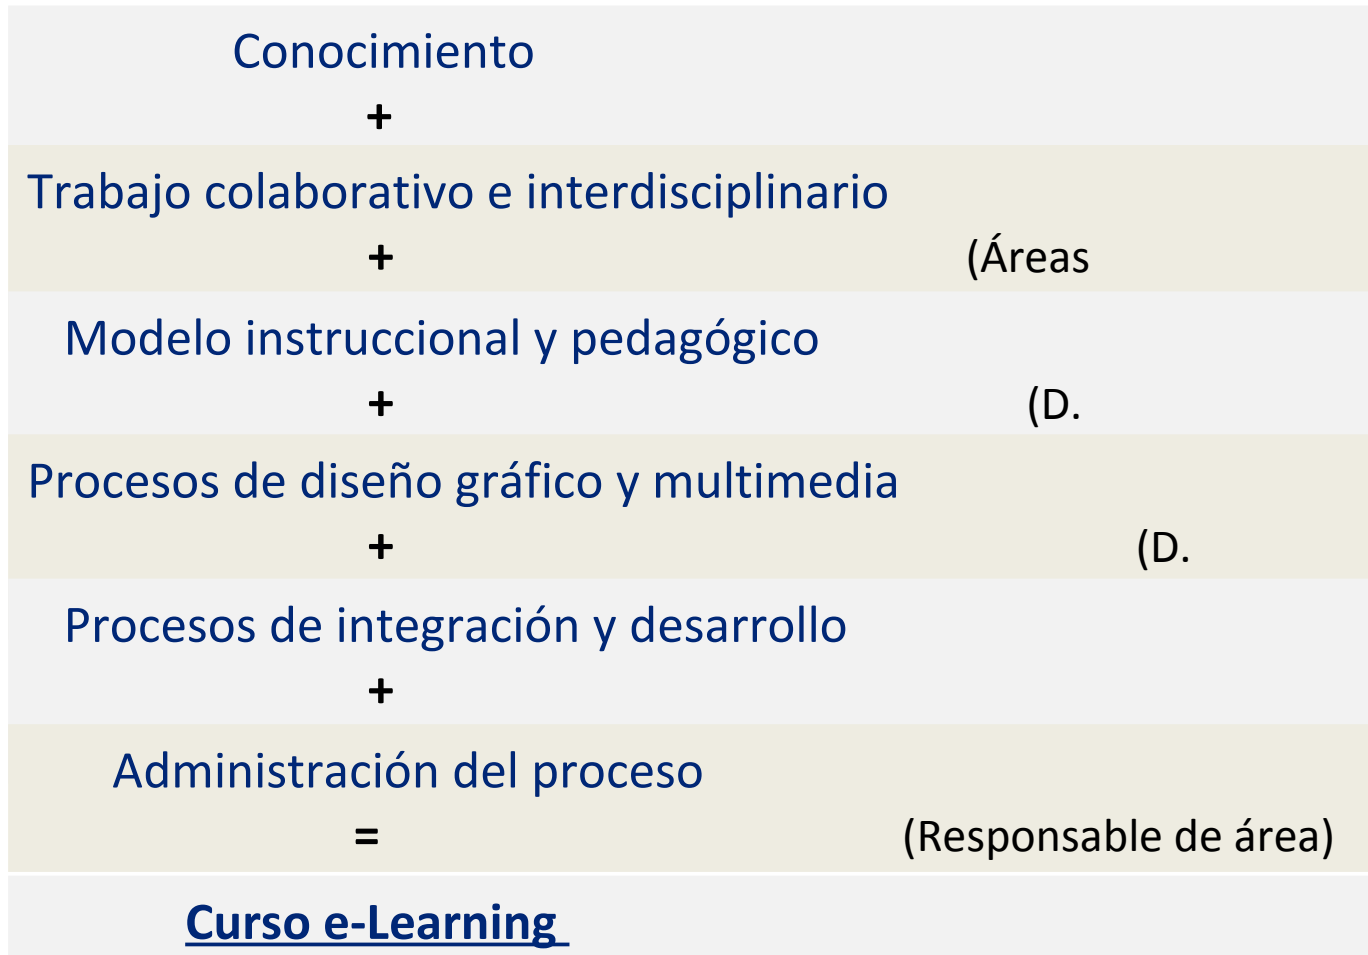 Conocimiento
+
Trabajo colaborativo e interdisciplinario
+ (Áreas
Modelo instruccional y pedagógico
+ (D.
Procesos de diseño gráfico y multimedia
+ (D.
Procesos de integración y desarrollo
+
Administración del proceso
= (Responsable de área)
Curso e-Learning